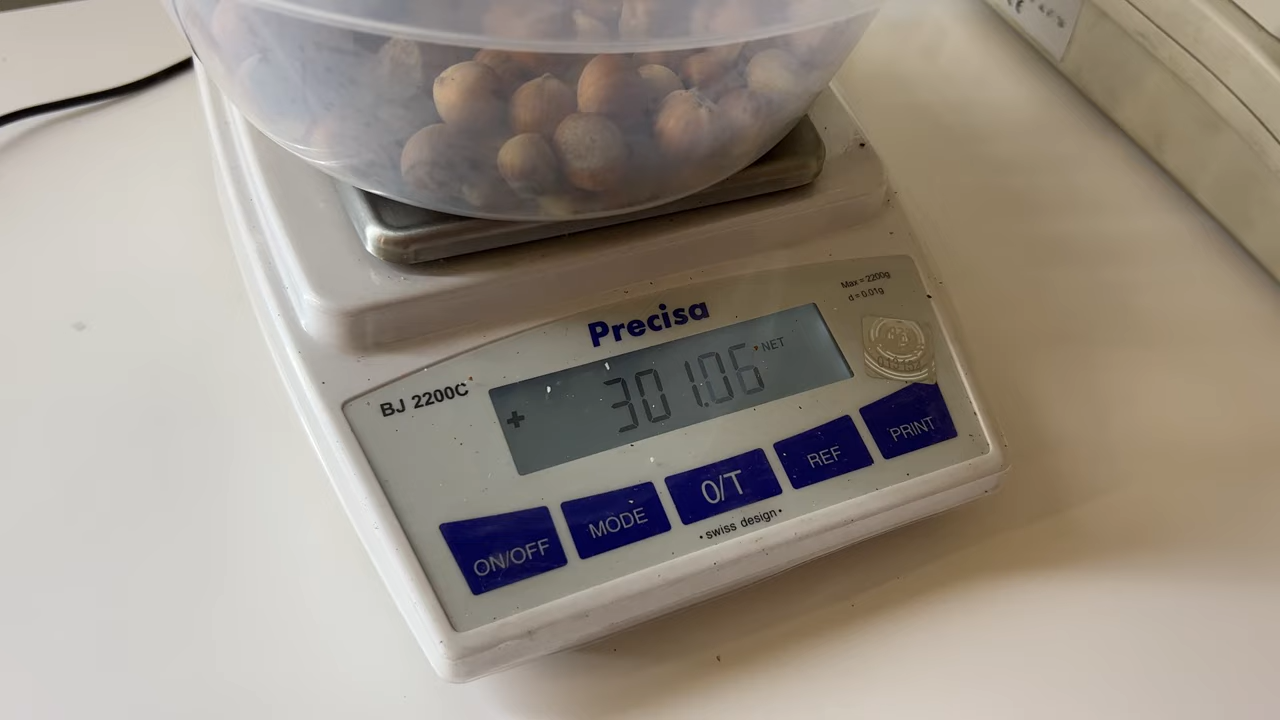 Max = 2200g
d = 0.01g
Precisa
BJ 2200C
+ 301.06 NET
ON/OFF
MODE
0/T
REF
PRINT
• swiss design •